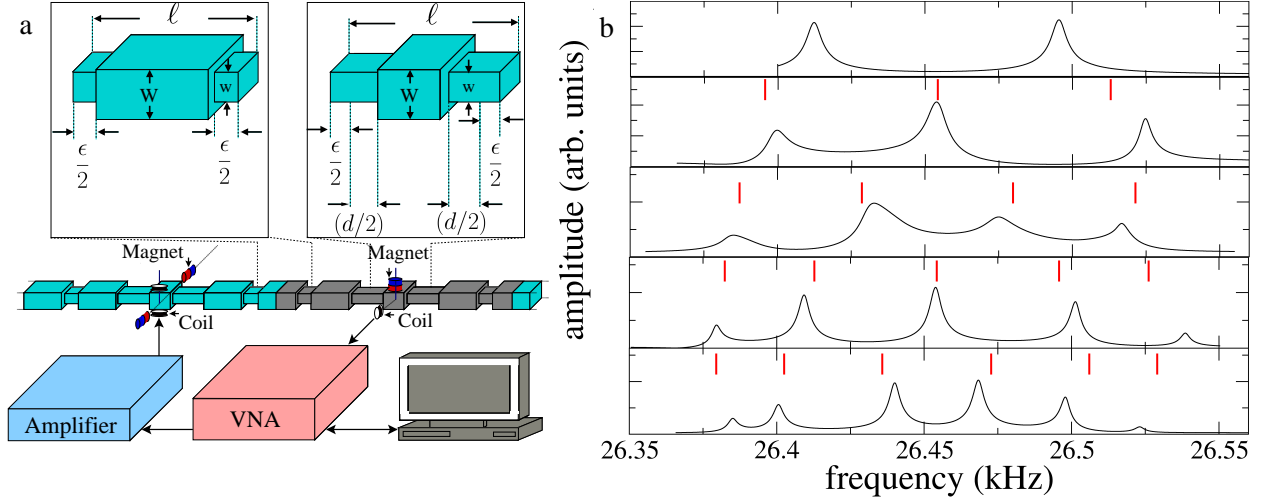 a
ℓ
W
w
ϵ/2
ϵ/2
ℓ
W
w
ϵ/2
ϵ/2
(d/2)
(d/2)
Magnet
Magnet
Coil
Coil
Amplifier
VNA
b
amplitude (arb. units)
26.35
26.4
26.45
26.5
26.55
frequency (kHz)